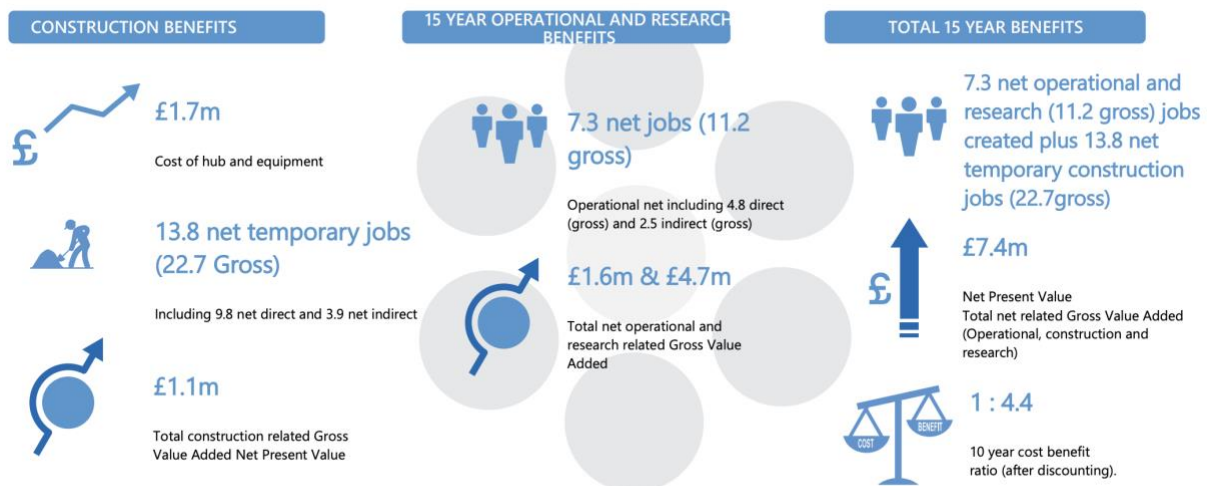 CONSTRUCTION BENEFITS
£
£1.7m
Cost of hub and equipment
13.8 net temporary jobs
(22.7 Gross)
Including 9.8 net direct and 3.9 net indirect
£1.1m
Total construction related Gross
Value Added Net Present Value
15 YEAR OPERATIONAL AND RESEARCH
BENEFITS
7.3 net jobs (11.2
gross)
Operational net including 4.8 direct
(gross) and 2.5 indirect (gross)
£1.6m & £4.7m
Total net operational and
research related Gross Value
Added
TOTAL 15 YEAR BENEFITS
7.3 net operational and
research (11.2 gross) jobs
created plus 13.8 net
temporary construction
jobs (22.7gross)
£
£7.4m
Net Present Value
Total net related Gross Value Added
(Operational, construction and
research)
COST
BENEFIT
1 : 4.4
10 year cost benefit
ratio (after discounting).